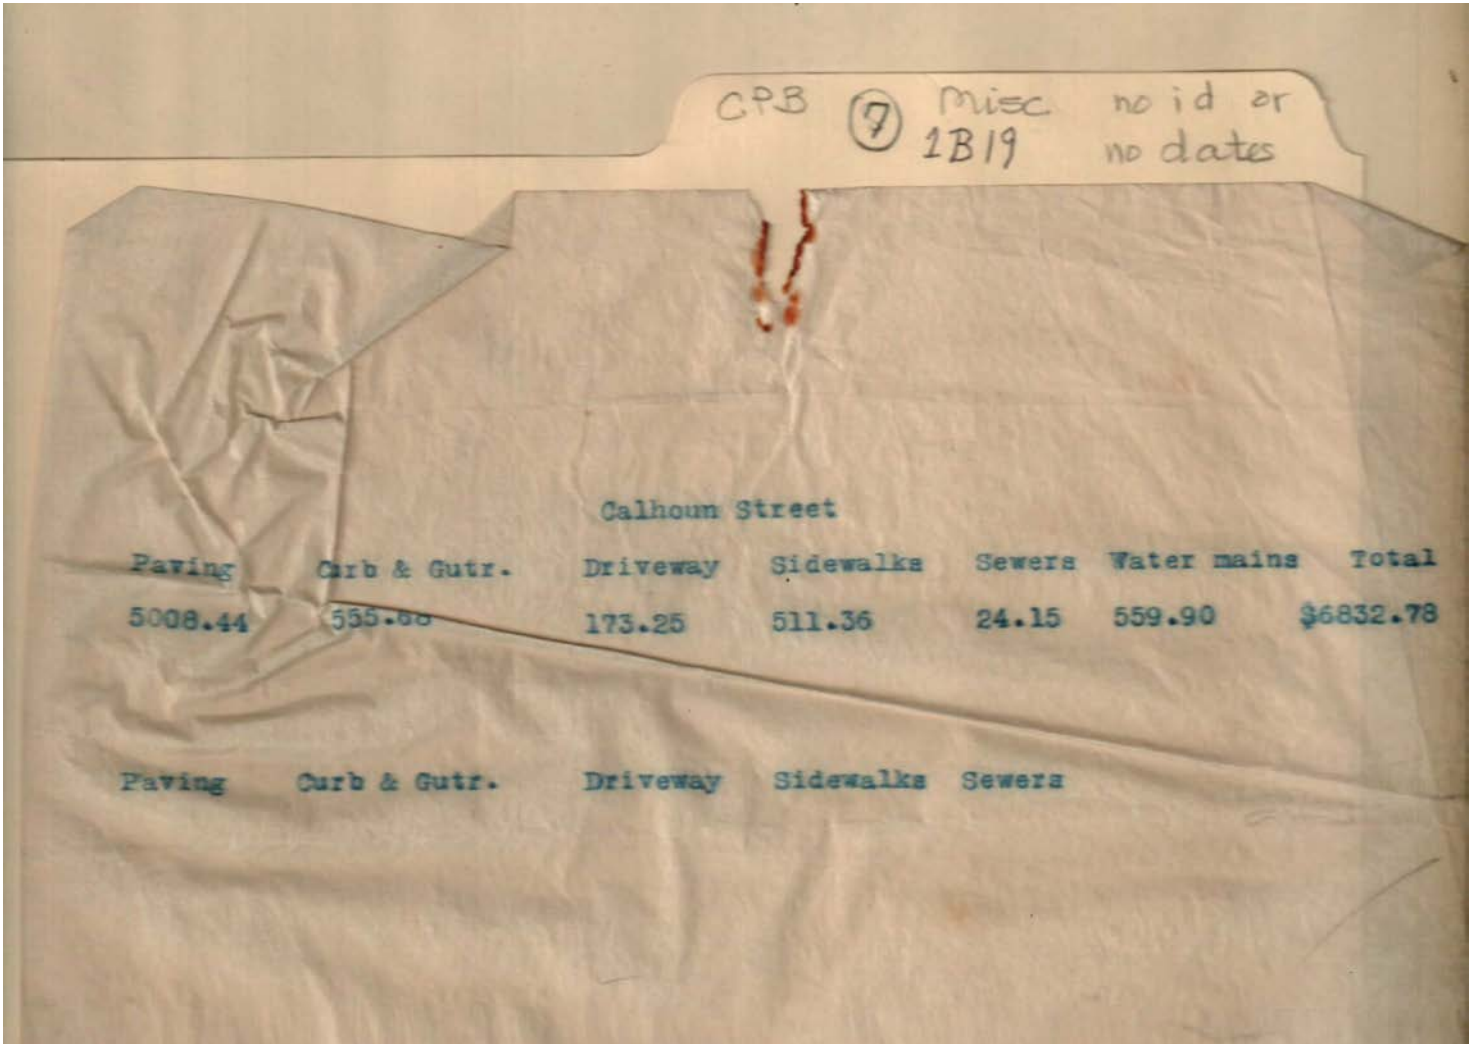 CPB 7 Misc no id or
1B19 no dates
Calhoun Street
Paving Curb & Gutr. Driveway Sidewalks Sewers Water mains Total
5008.44 555.68 173.25 511.36 24.15 559.90 $6832.78
Paving Curb & Gutr. Driveway Sidewalks Sewers